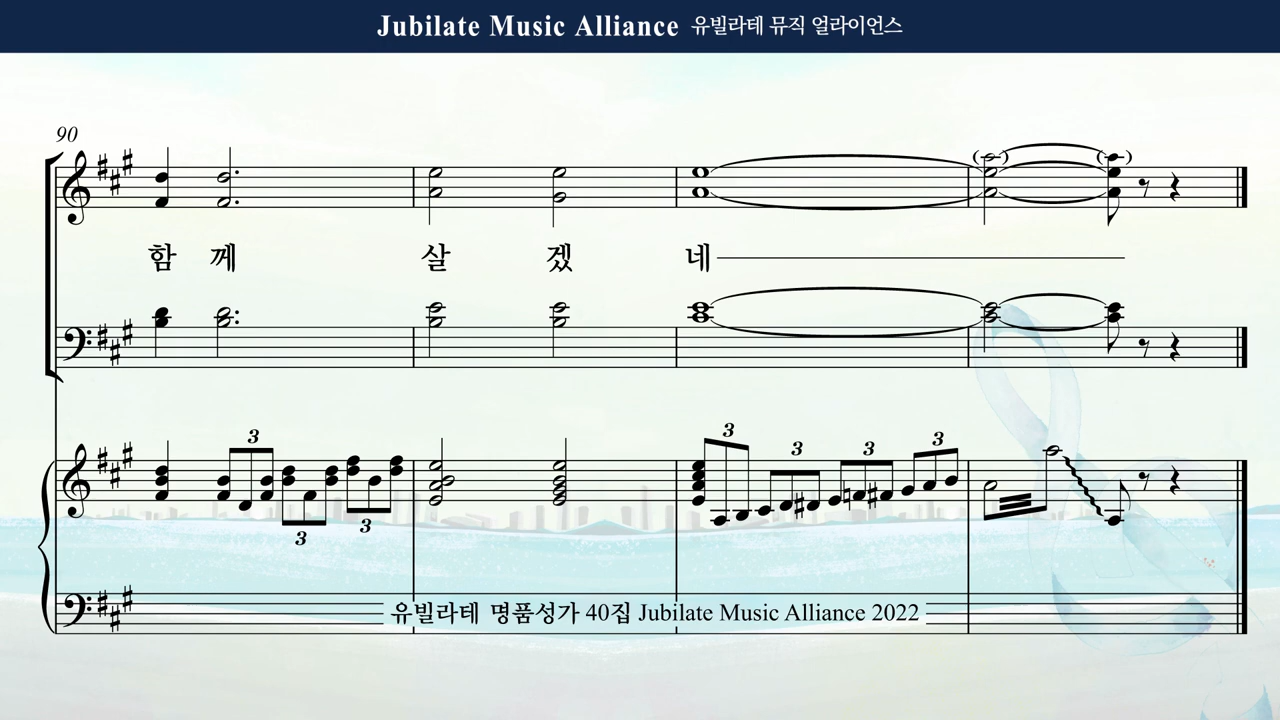 Jubilate Music Alliance 유빌라테 뮤직 얼라이언스
90
함 께 살 겠 네
3 3 3
3 3 3 3
유빌라테 명품성가 40집 Jubilate Music Alliance 2022